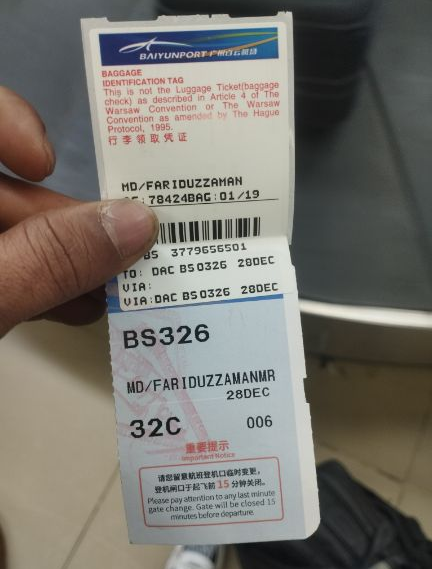 BAIYUNPORT 广州白云机场
BAGGAGE
IDENTIFICATION TAG
This is not the Luggage Ticket(baggage
check) as described in Article 4 of The
Warsaw Convention or The Warsaw
Convention as amended by The Hague
Protocol, 1995.
行李领取凭证
MD/FARIDUZZAMAN
:78424BAG:01/19
BS 3779656501
TO: DAC BS0326 28DEC
VIA:
VIA:DAC BS0326 28DEC
BS326
MD/FARIDUZZAMANMR
28DEC
32C 006
重要提示
Important Notice
请您留意航班登机口临时变更,
登机闸口于起飞前 15 分钟关闭。
Please pay attention to any last minute
gate change. Gate will be closed 15
minutes before departure.